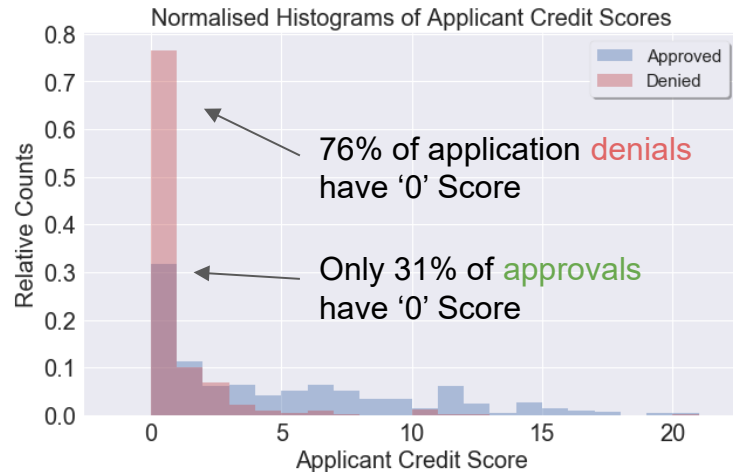 Normalised Histograms of Applicant Credit Scores
0.8
0.7
0.6
0.5
0.4
0.3
0.2
0.1
0.0
Relative Counts
Approved
Denied
76% of application denials
have ‘0’ Score
Only 31% of approvals
have ‘0’ Score
0
5
10
15
20
Applicant Credit Score